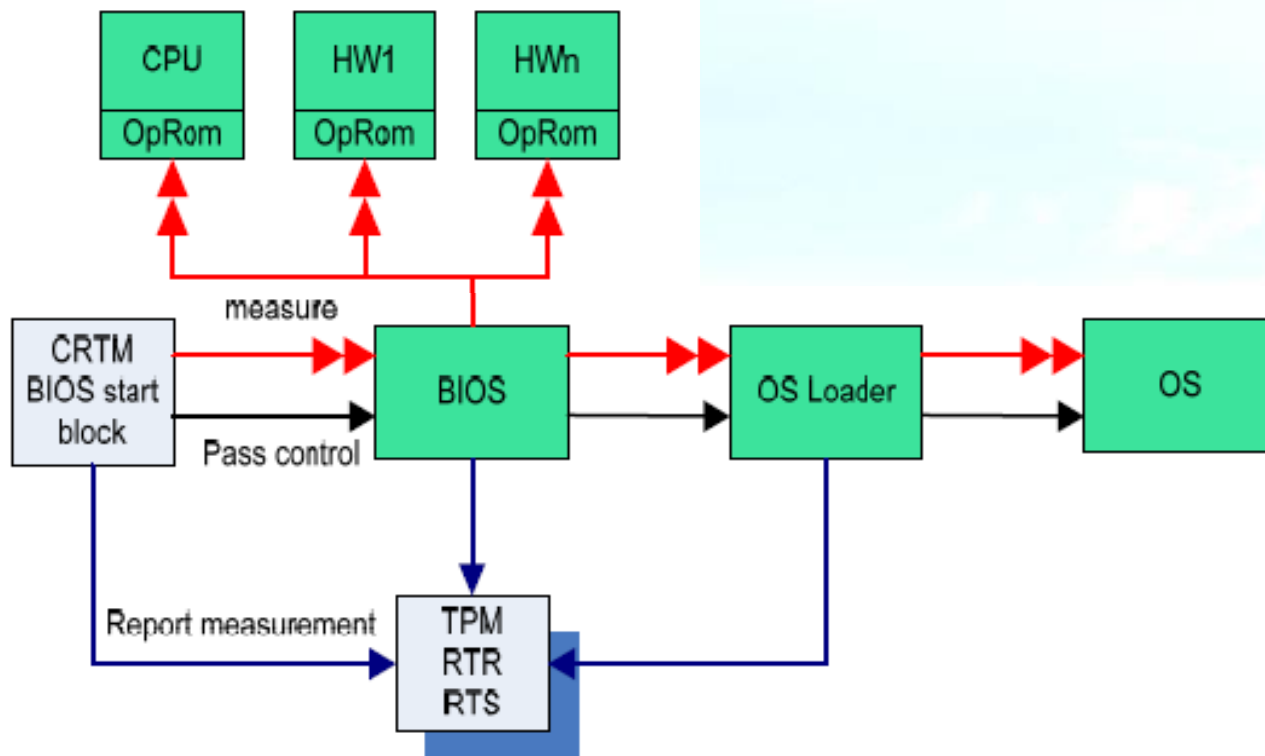 CPU
OpRom
HW1
OpRom
HWn
OpRom
measure
CRTM
BIOS start
block
BIOS
OS Loader
OS
Pass control
Report measurement
TPM
RTR
RTS